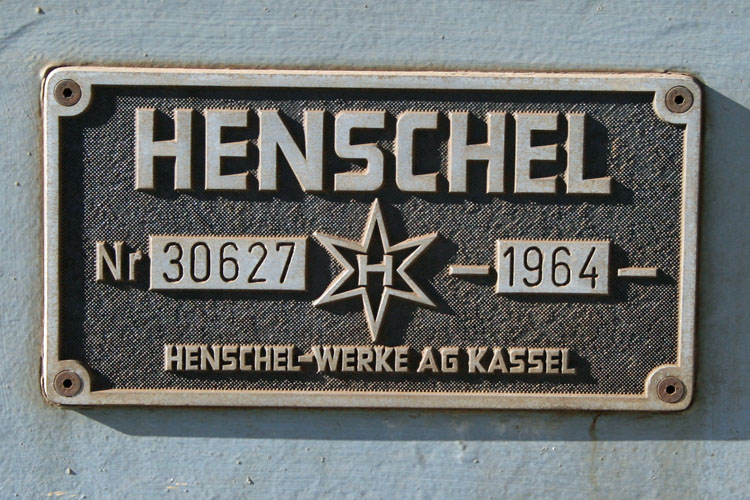 HENSCHEL
Nr 30627 H – 1964 –
HENSCHEL-WERKE AG KASSEL